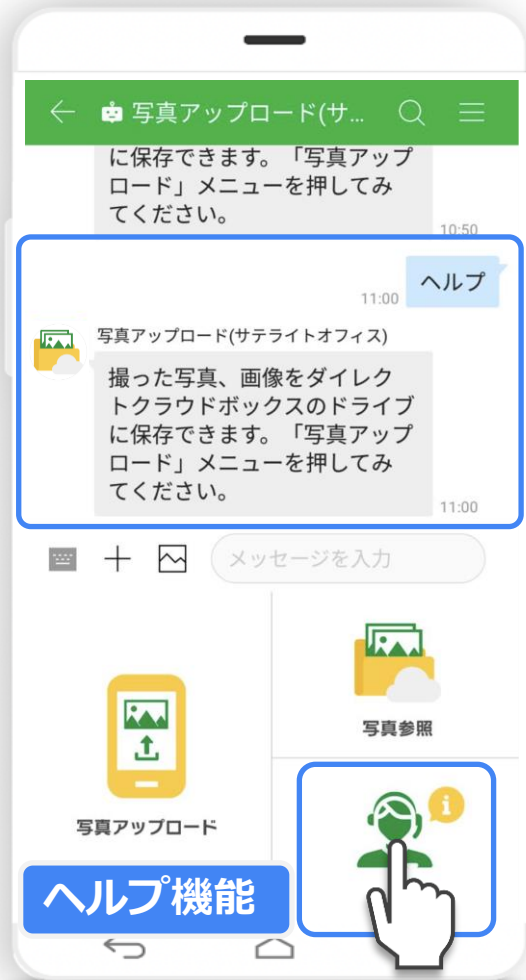 写真アップロード(サ...
に保存できます。「写真アップ
ロード」メニューを押してみ
てください。
10:50
ヘルプ
11:00
写真アップロード(サテライトオフィス)
撮った写真、画像をダイレク
トクラウドボックスのドライブ
に保存できます。「写真アップ
ロード」メニューを押してみ
てください。
11:00
メッセージを入力
写真参照
写真アップロード
i
ヘルプ機能